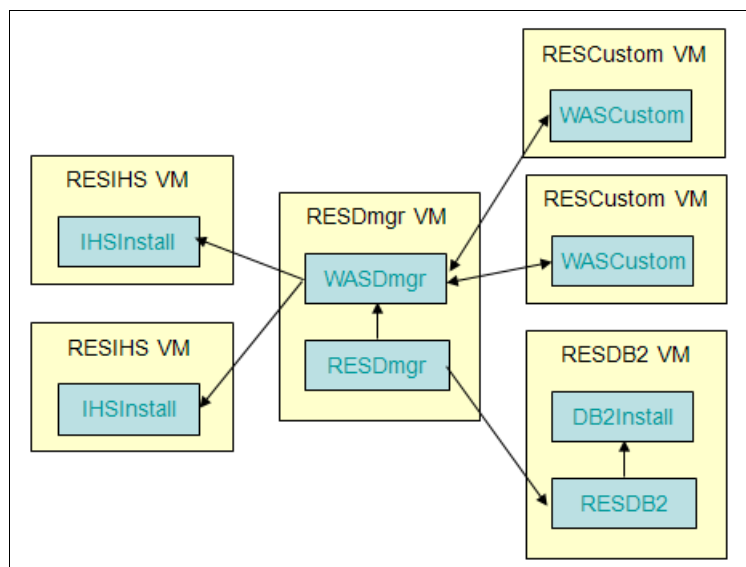 RESCustom VM
WASCustom
RESIHS VM
IHSInstall
RESDmgr VM
WASDmgr
RESDmgr
RESCustom VM
WASCustom
RESIHS VM
IHSInstall
RESDB2 VM
DB2Install
RESDB2